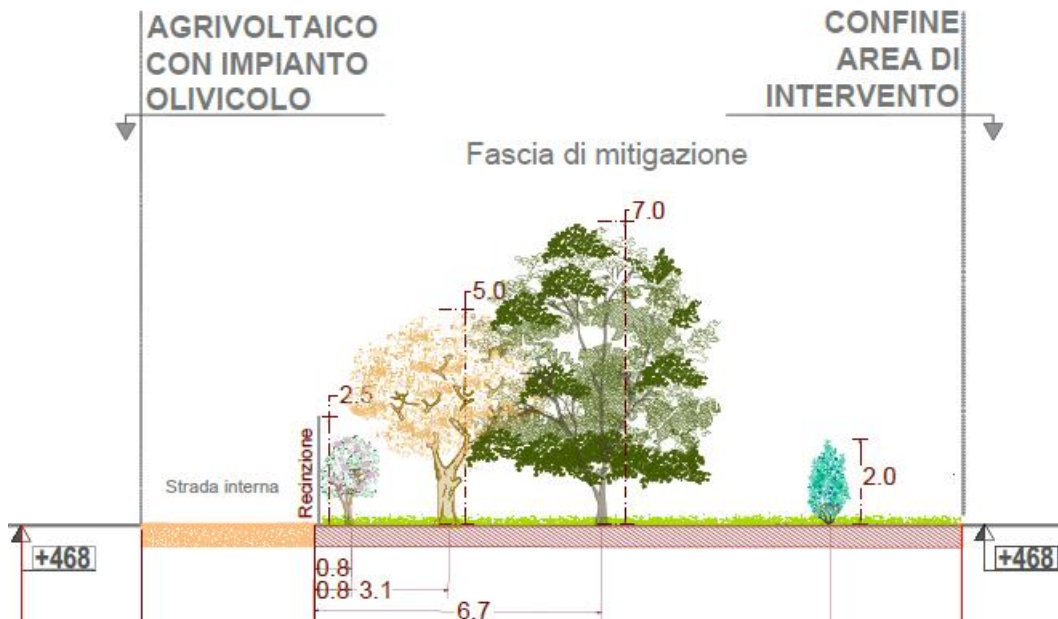 AGRIVOLTAICO
CON IMPIANTO
OLIVICOLO
CONFINE
AREA DI
INTERVENTO
Fascia di mitigazione
7.0
5.0
2.5
2.0
Recinzione
Strada interna
+468
+468
0.8
0.8
3.1
6.7